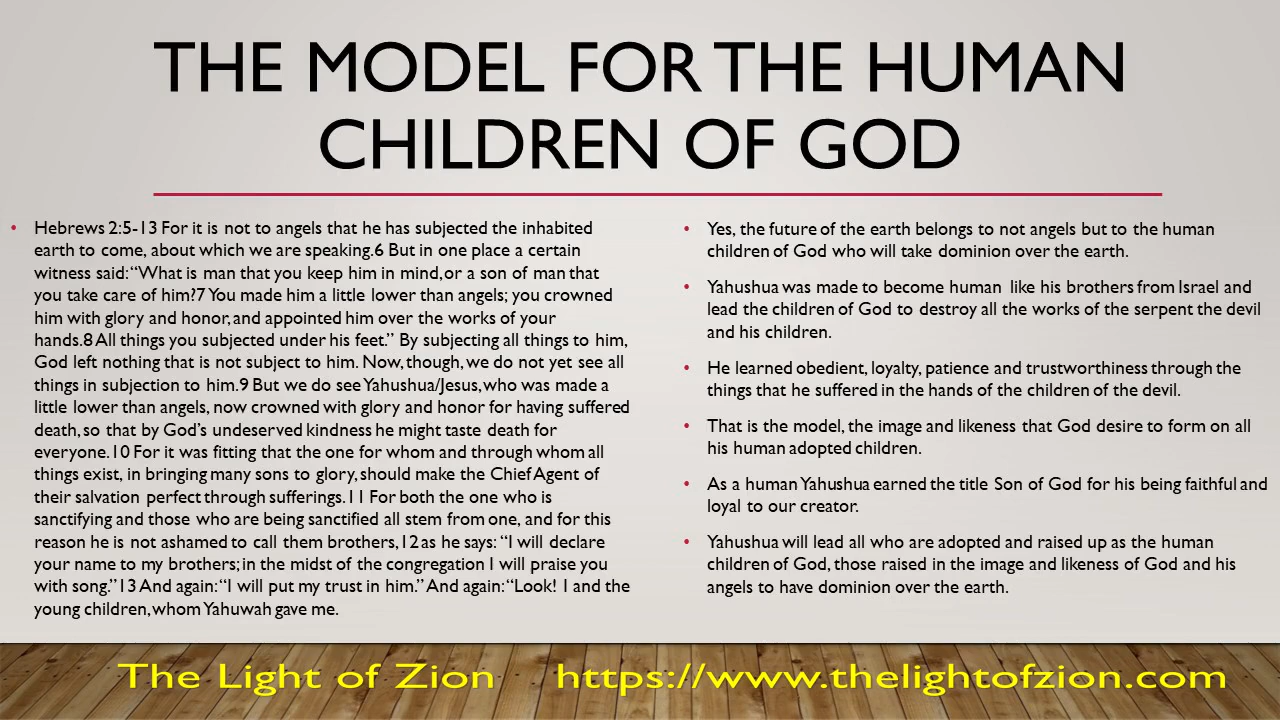 THE MODEL FOR THE HUMAN
CHILDREN OF GOD
• Hebrews 2:5-13 For it is not to angels that he has subjected the inhabited
earth to come, about which we are speaking.6 But in one place a certain
witness said:“What is man that you keep him in mind, or a son of man that
you take care of him?7 You made him a little lower than angels; you crowned
him with glory and honor, and appointed him over the works of your
hands.8 All things you subjected under his feet.” By subjecting all things to him,
God left nothing that is not subject to him. Now, though, we do not yet see all
things in subjection to him.9 But we do see Yahushua/Jesus, who was made a
little lower than angels, now crowned with glory and honor for having suffered
death, so that by God’s undeserved kindness he might taste death for
everyone.10 For it was fitting that the one for whom and through whom all
things exist, in bringing many sons to glory, should make the Chief Agent of
their salvation perfect through sufferings.11 For both the one who is
sanctifying and those who are being sanctified all stem from one, and for this
reason he is not ashamed to call them brothers,12 as he says: “I will declare
your name to my brothers; in the midst of the congregation I will praise you
with song.”13 And again:“I will put my trust in him.” And again:“Look! I and the
young children, whom Yahuwah gave me.
• Yes, the future of the earth belongs to not angels but to the human
children of God who will take dominion over the earth.
• Yahushua was made to become human like his brothers from Israel and
lead the children of God to destroy all the works of the serpent the devil
and his children.
• He learned obedient, loyalty, patience and trustworthiness through the
things that he suffered in the hands of the children of the devil.
• That is the model, the image and likeness that God desire to form on all
his human adopted children.
• As a human Yahushua earned the title Son of God for his being faithful and
loyal to our creator.
• Yahushua will lead all who are adopted and raised up as the human
children of God, those raised in the image and likeness of God and his
angels to have dominion over the earth.
The Light of Zion https://www.thelightofzion.com